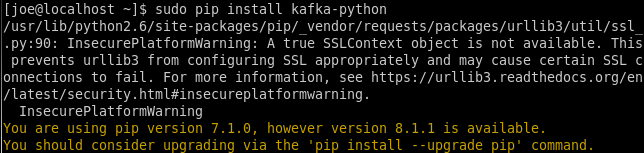 [joe@localhost ~]$ sudo pip install kafka-python
/usr/lib/python2.6/site-packages/pip/_vendor/requests/packages/urllib3/util/ssl_
.py:90: InsecurePlatformWarning: A true SSLContext object is not available. This
 prevents urllib3 from configuring SSL appropriately and may cause certain SSL c
onnections to fail. For more information, see https://urllib3.readthedocs.org/en
/latest/security.html#insecureplatformwarning.
  InsecurePlatformWarning
You are using pip version 7.1.0, however version 8.1.1 is available.
You should consider upgrading via the 'pip install --upgrade pip' command.